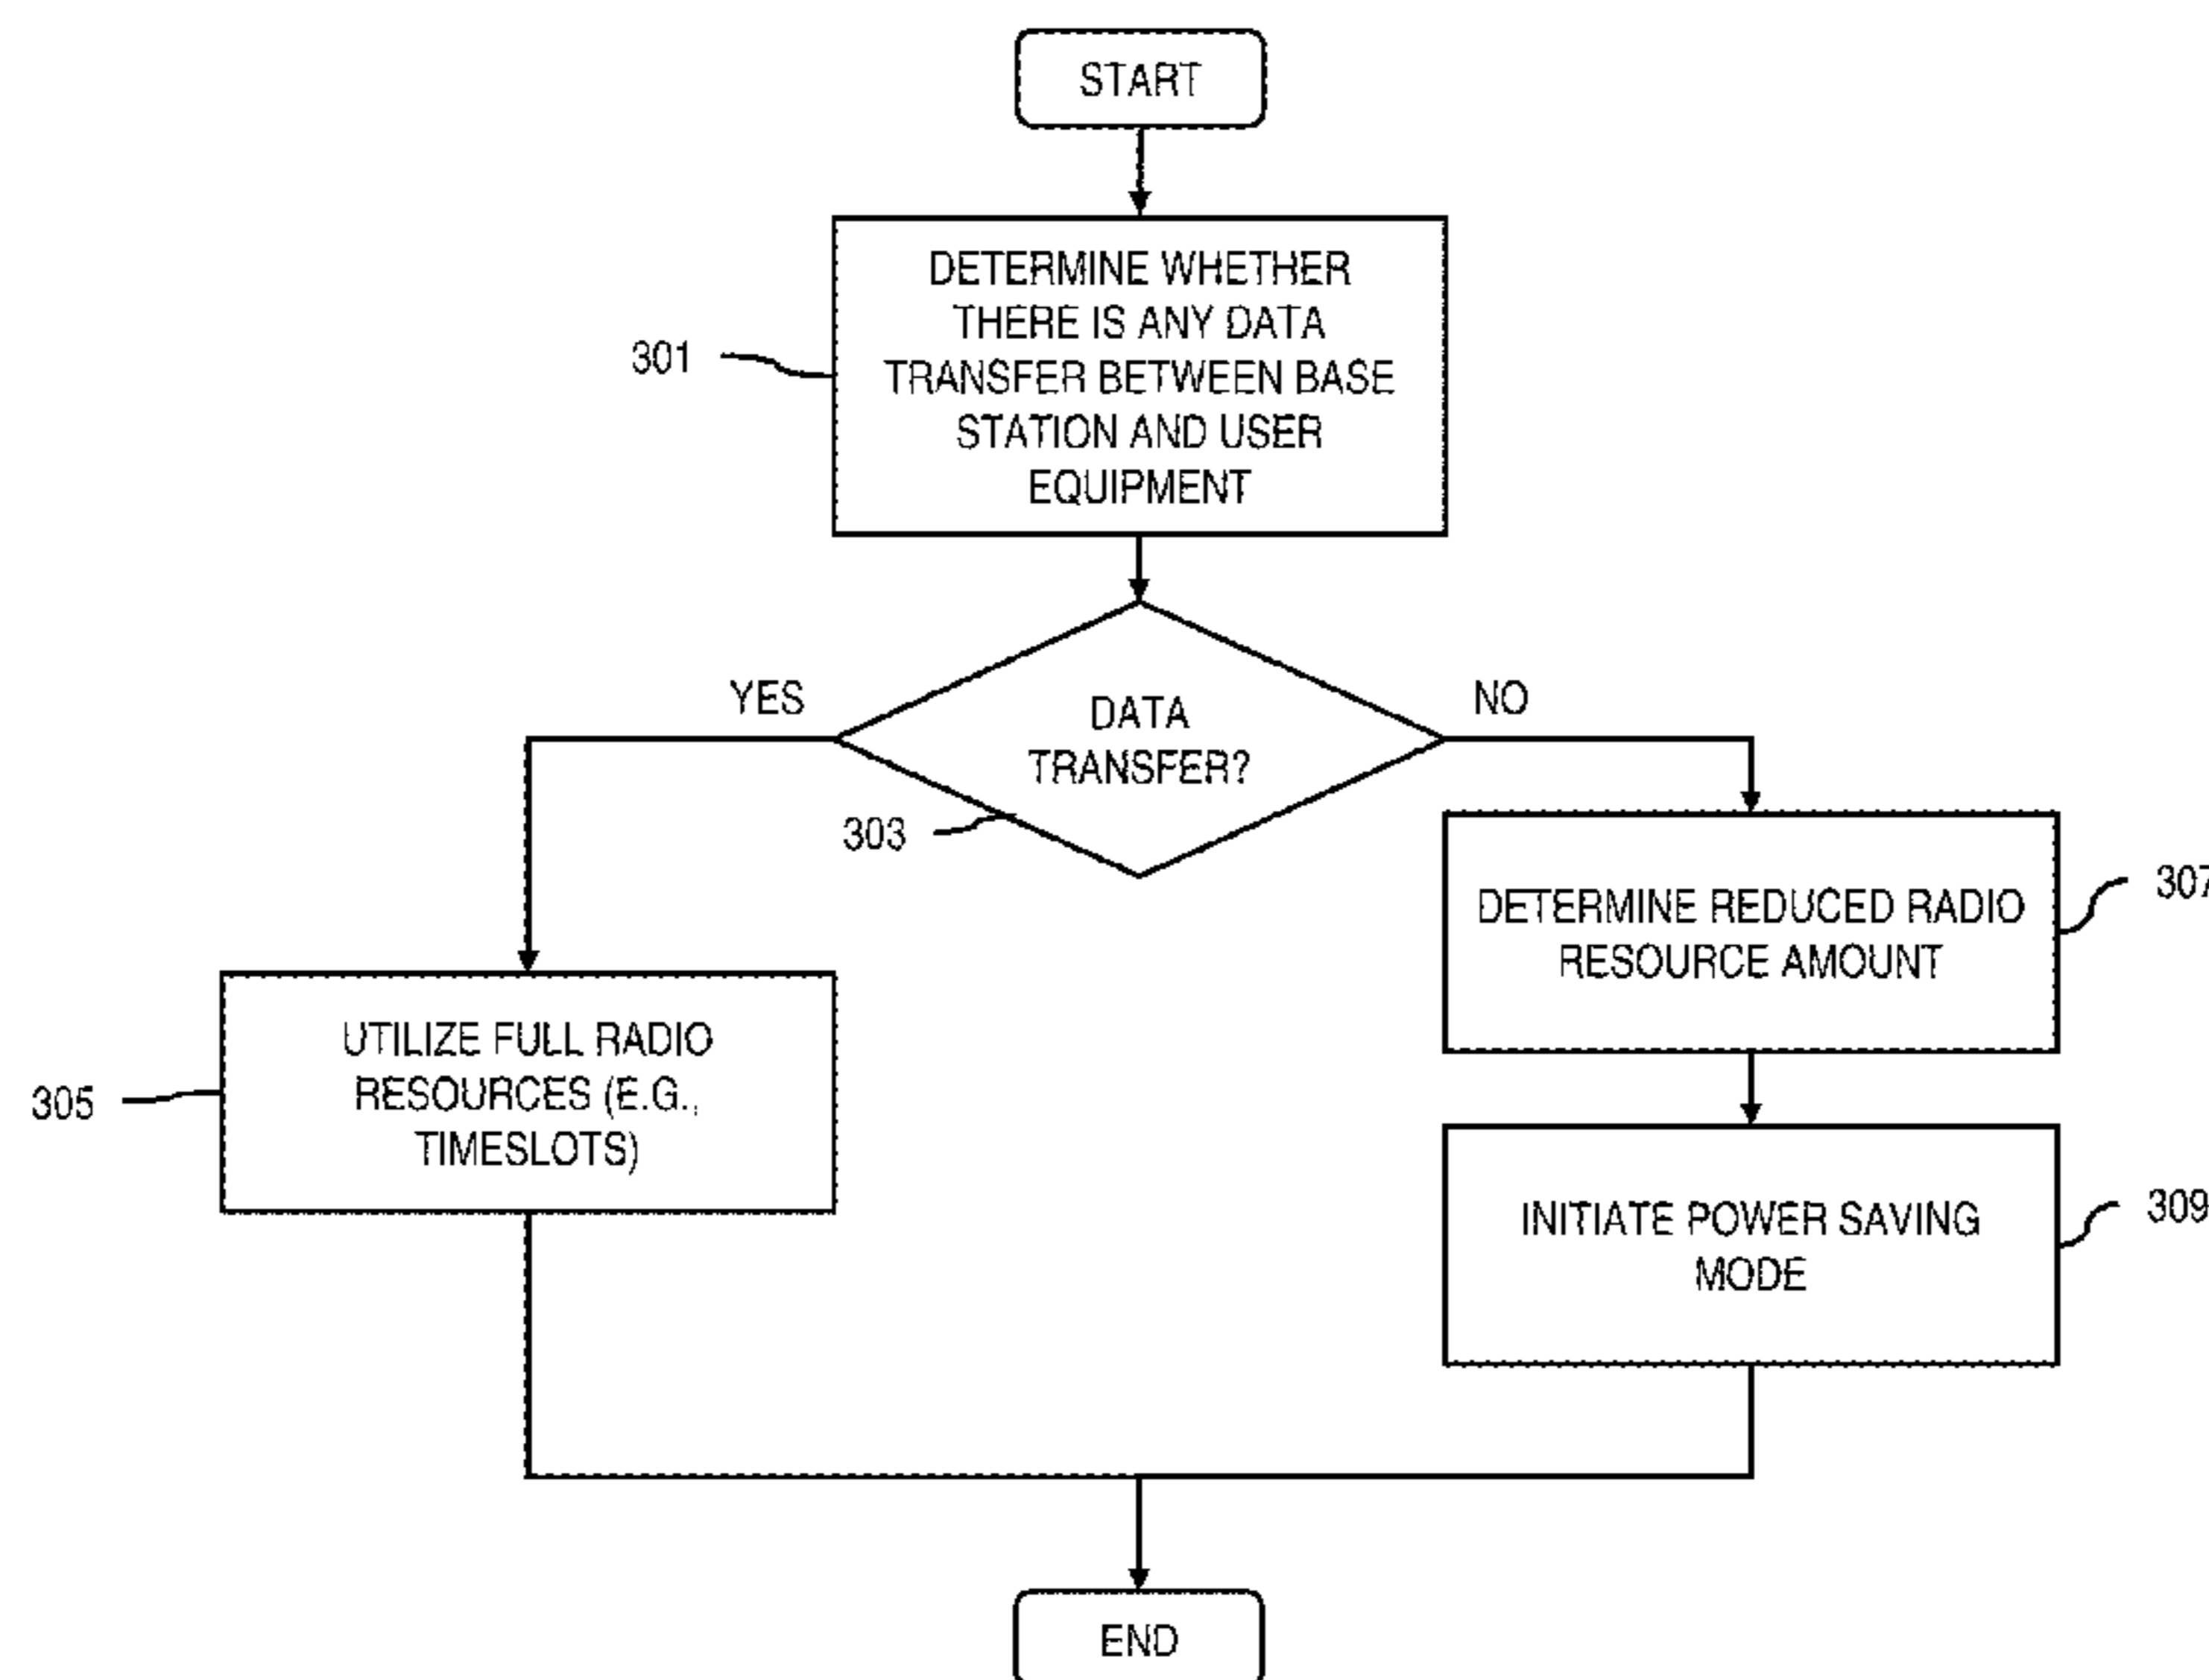 START
DETERMINE WHETHER
THERE IS ANY DATA
TRANSFER BETWEEN BASE
STATION AND USER
EQUIPMENT
301
YES
NO
DATA
TRANSFER?
303
307
DETERMINE REDUCED RADIO
RESOURCE AMOUNT
UTILIZE FULL RADIO
RESOURCES (E.G.,
TIMESLOTS)
305
INITIATE POWER SAVING
MODE
309
END